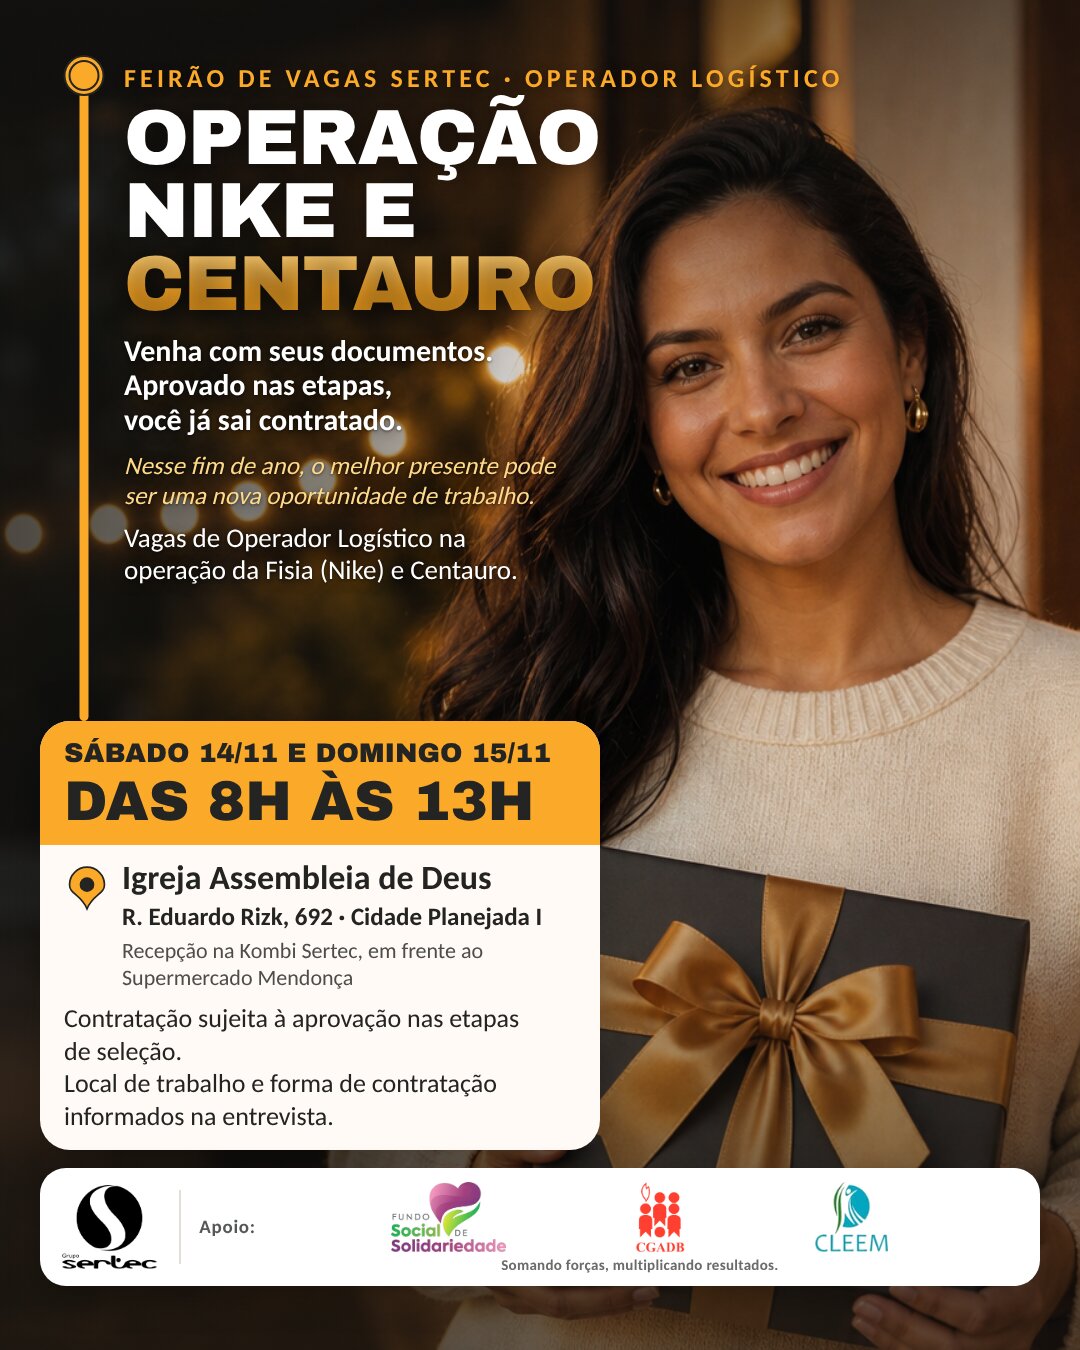 FEIRÃO DE VAGAS SERTEC · OPERADOR LOGÍSTICO
OPERAÇÃO
NIKE E
CENTAURO
Venha com seus documentos.
Aprovado nas etapas,
você já sai contratado.
Nesse fim de ano, o melhor presente pode
ser uma nova oportunidade de trabalho.
Vagas de Operador Logístico na
operação da Fisia (Nike) e Centauro.
SÁBADO 14/11 E DOMINGO 15/11
DAS 8H ÀS 13H
Igreja Assembleia de Deus
R. Eduardo Rizk, 692 · Cidade Planejada I
Recepção na Kombi Sertec, em frente ao
Supermercado Mendonça
Contratação sujeita à aprovação nas etapas
de seleção.
Local de trabalho e forma de contratação
informados na entrevista.
Grupo
sertec
Apoio:
FUNDO
Social DE
Solidariedade
CGADB
CLEEM
Somando forças, multiplicando resultados.